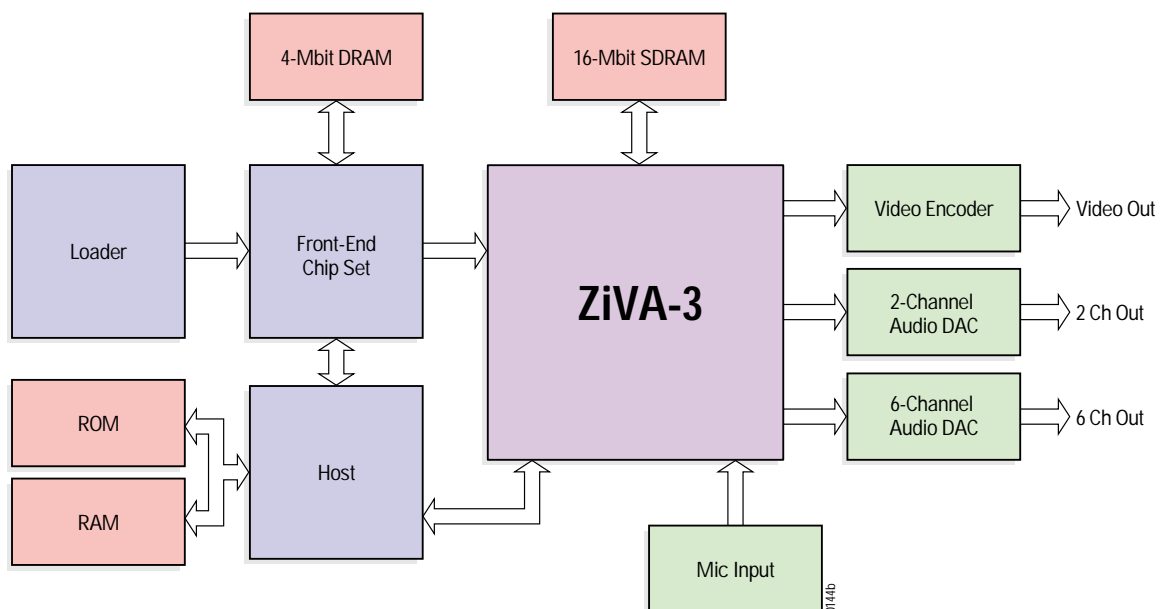 4-Mbit DRAM
16-Mbit SDRAM
Loader
Front-End
Chip Set
ZiVA-3
Video Encoder
Video Out
2-Channel
Audio DAC
2 Ch Out
6-Channel
Audio DAC
6 Ch Out
ROM
RAM
Host
Mic Input